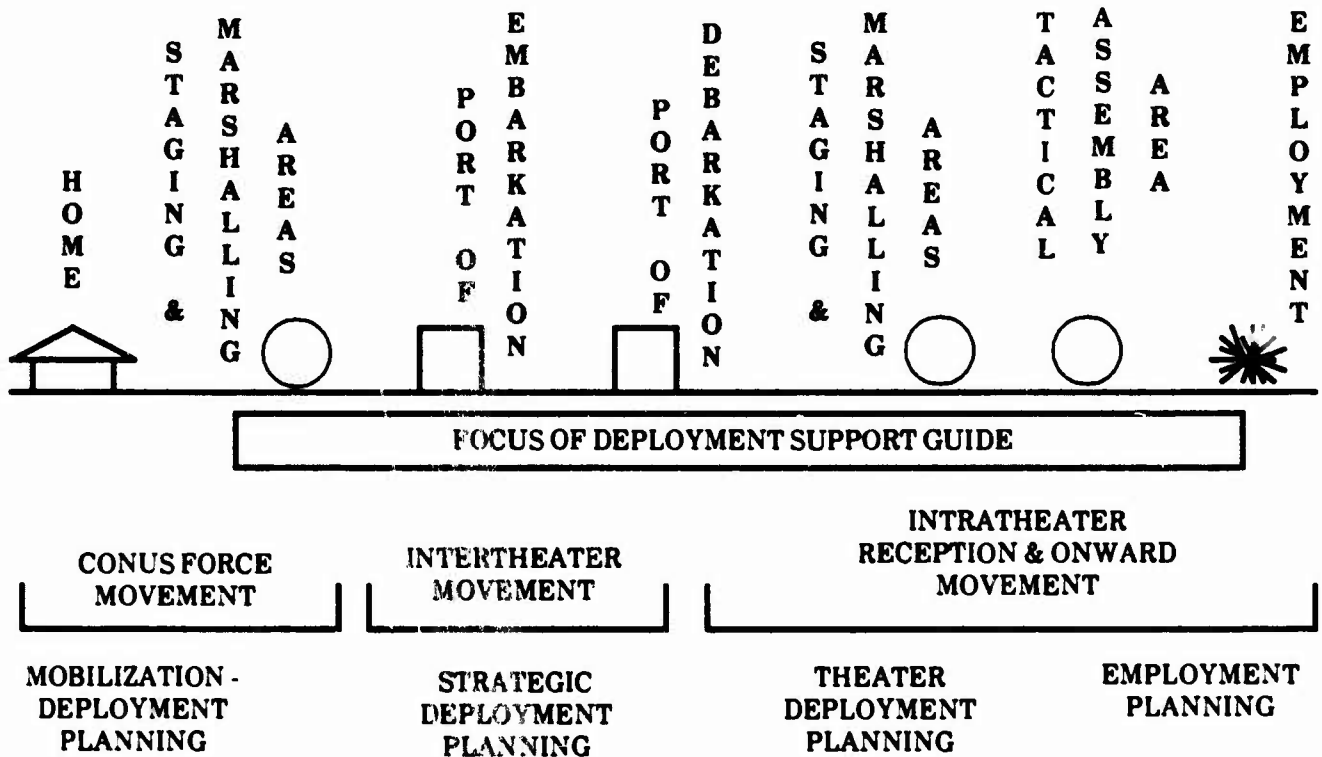 HOME
STAGING &
MARSHALLING
AREAS
PORT OF
EMBARKATION
PORT OF
DEBARKATION
STAGING &
MARSHALLING
AREAS
TACTICAL
ASSEMBLY
AREA
EMPLOYMENT
FOCUS OF DEPLOYMENT SUPPORT GUIDE
CONUS FORCE
MOVEMENT
INTERTHEATER
MOVEMENT
INTRATHEATER
RECEPTION & ONWARD
MOVEMENT
MOBILIZATION -
DEPLOYMENT
PLANNING
STRATEGIC
DEPLOYMENT
PLANNING
THEATER
DEPLOYMENT
PLANNING
EMPLOYMENT
PLANNING